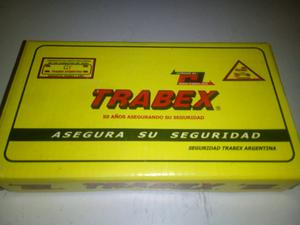 TRABEX
50 AÑOS ASEGURANDO SU SEGURIDAD
ASEGURA SU SEGURIDAD
SEGURIDAD TRABEX ARGENTINA